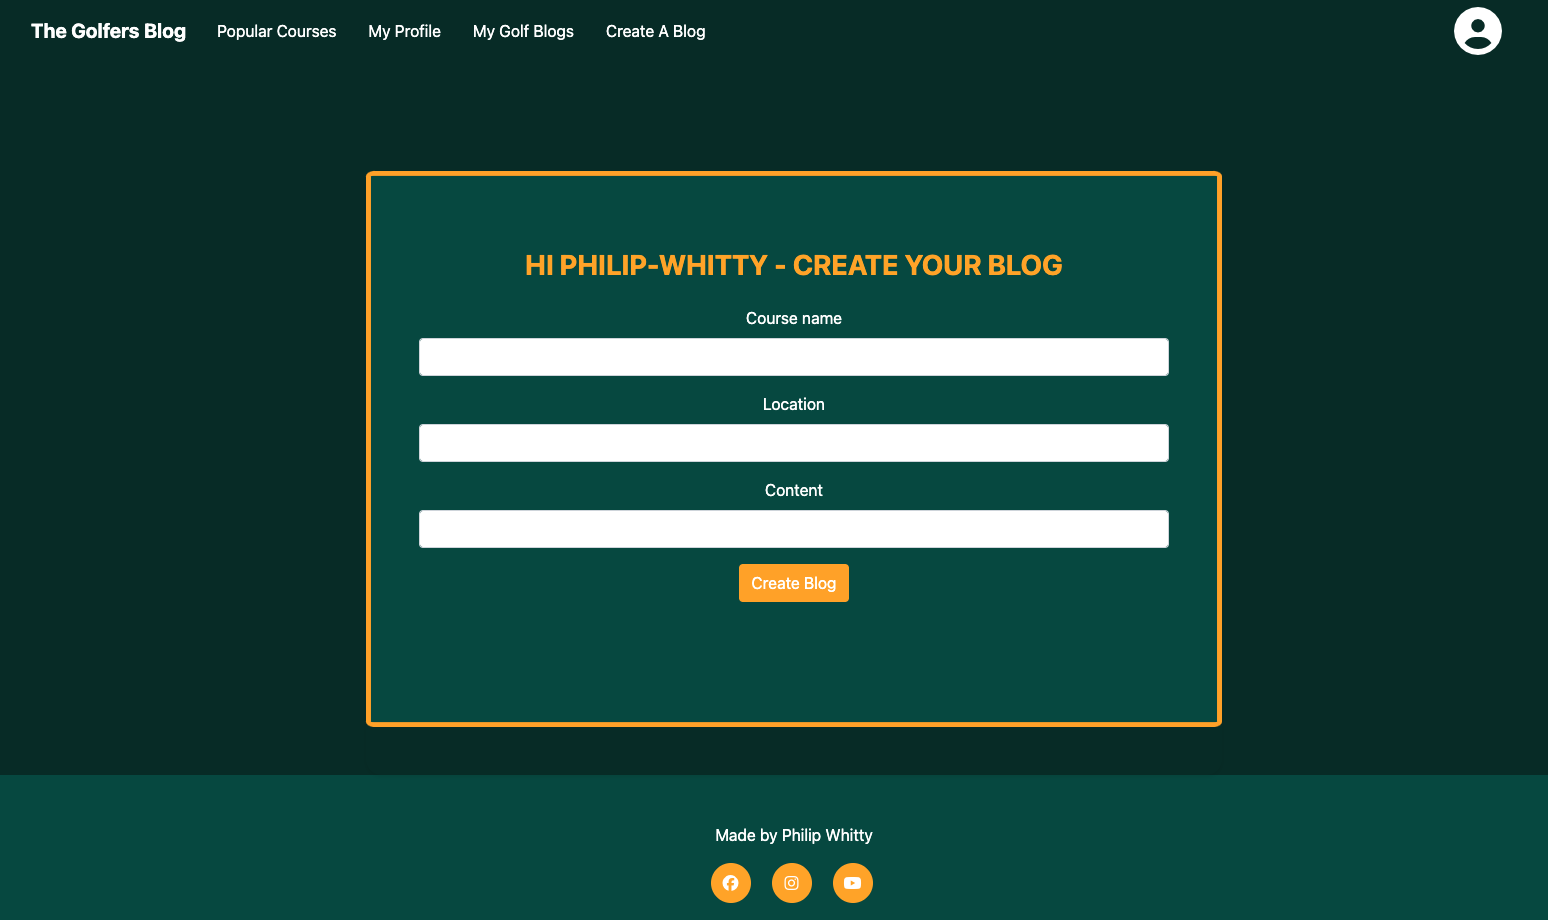 The Golfers Blog Popular Courses My Profile My Golf Blogs Create A Blog
HI PHILIP-WHITTY - CREATE YOUR BLOG
Course name
Location
Content
Create Blog
Made by Philip Whitty